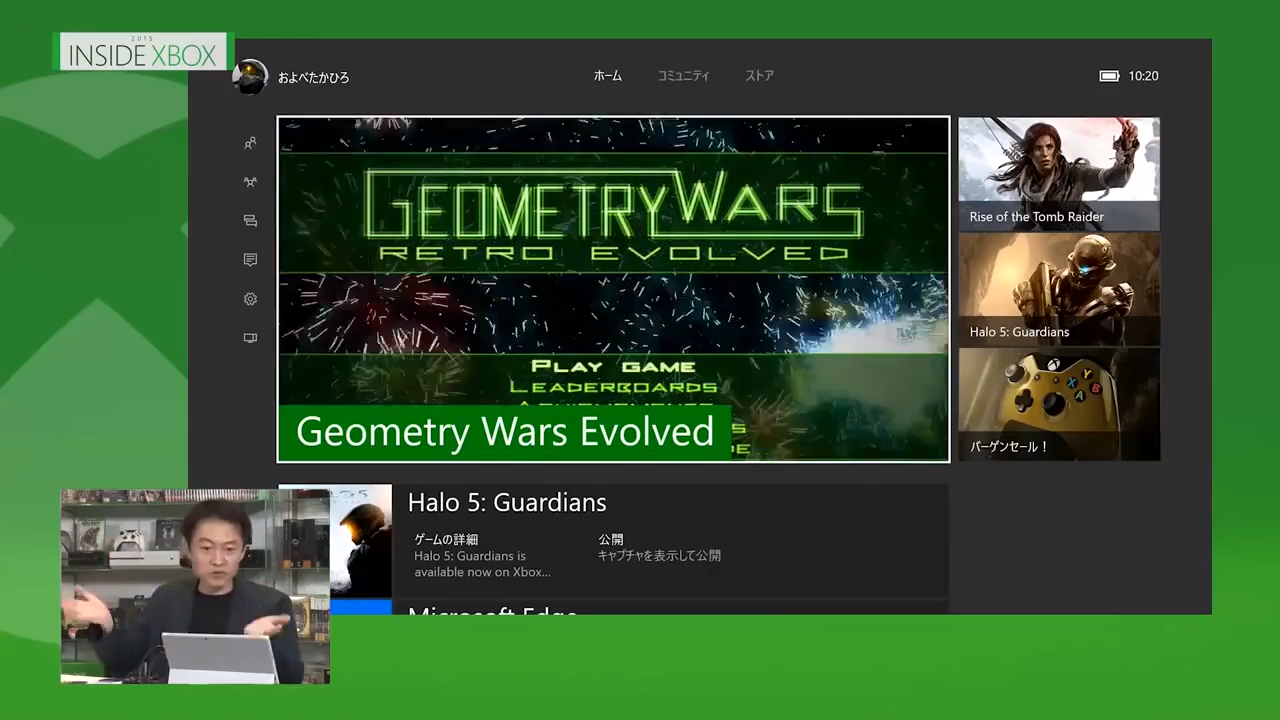 2015
INSIDE XBOX
およべたかひろ
ホーム
コミュニティ
ストア
10:20
GEOMETRY WARS
RETRO EVOLVED
PLAY GAME
LEADERBOARDS
Geometry Wars Evolved
Rise of the Tomb Raider
Halo 5: Guardians
X
Y
B
A
バーゲンセール！
Halo 5: Guardians
ゲームの詳細
Halo 5: Guardians is
available now on Xbox...
公開
キャプチャを表示して公開
Microsoft Edge